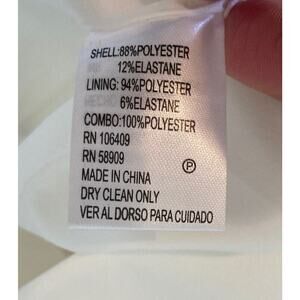 SHELL:88%POLYESTER
12%ELASTANE
LINING:94%POLYESTER
6%ELASTANE
COMBO:100%POLYESTER
RN 106409
RN 58909
P
MADE IN CHINA
DRY CLEAN ONLY
VER AL DORSO PARA CUIDADO